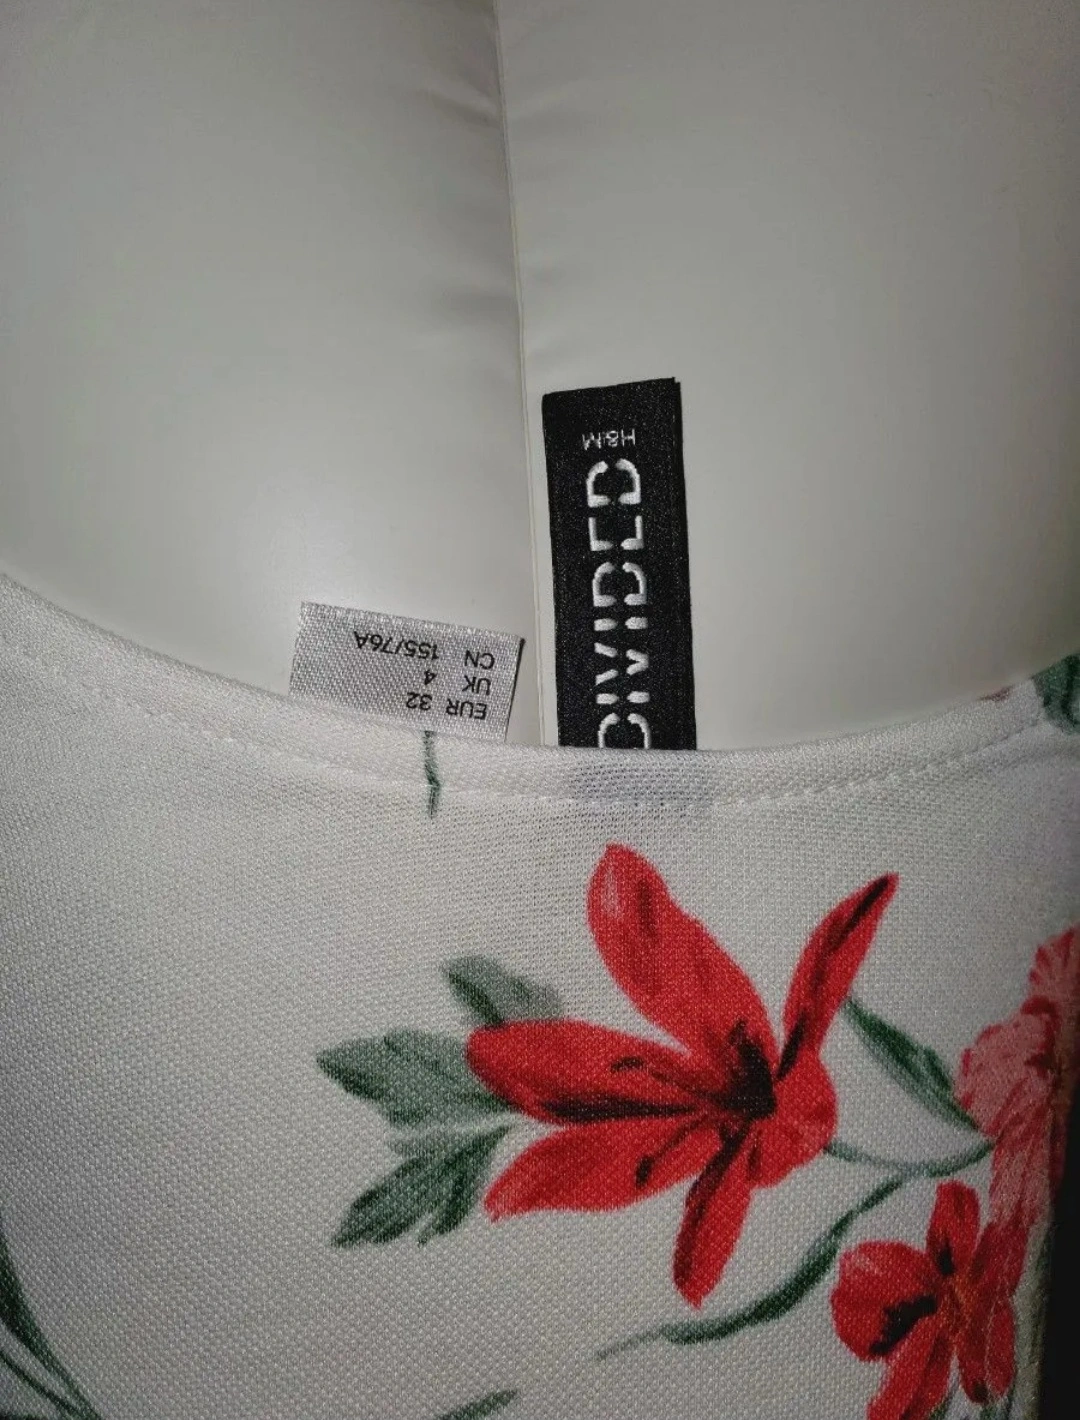 H&M
DIVIDED
EUR 32
UK 4
CN 155/76A